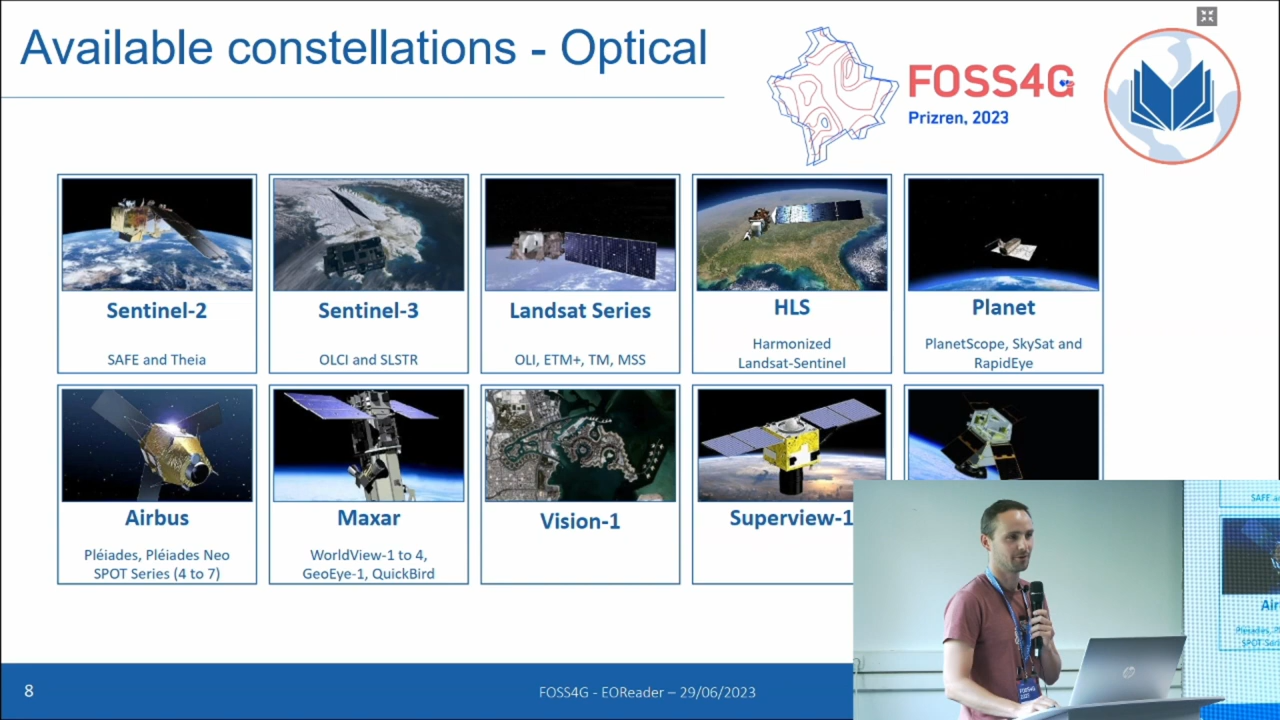 Available constellations - Optical
FOSS4G
Prizren, 2023
Sentinel-2
SAFE and Theia
Sentinel-3
OLCI and SLSTR
Landsat Series
OLI, ETM+, TM, MSS
HLS
Harmonized
Landsat-Sentinel
Planet
PlanetScope, SkySat and
RapidEye
Airbus
Pléiades, Pléiades Neo
SPOT Series (4 to 7)
Maxar
WorldView-1 to 4,
GeoEye-1, QuickBird
Vision-1
Superview-1
8
FOSS4G - EOReader – 29/06/2023